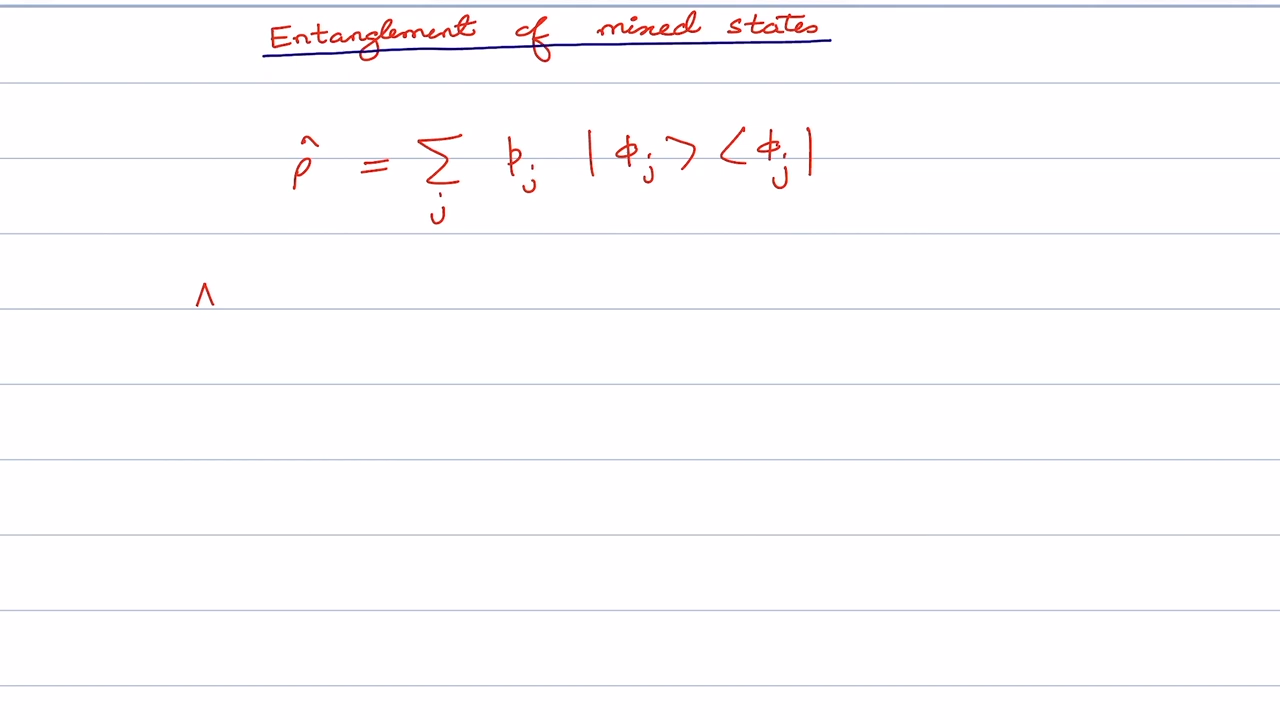 Entanglement of mixed states
ρ̂ = Σ_j p_j |ϕ_j> <ϕ_j|
Λ